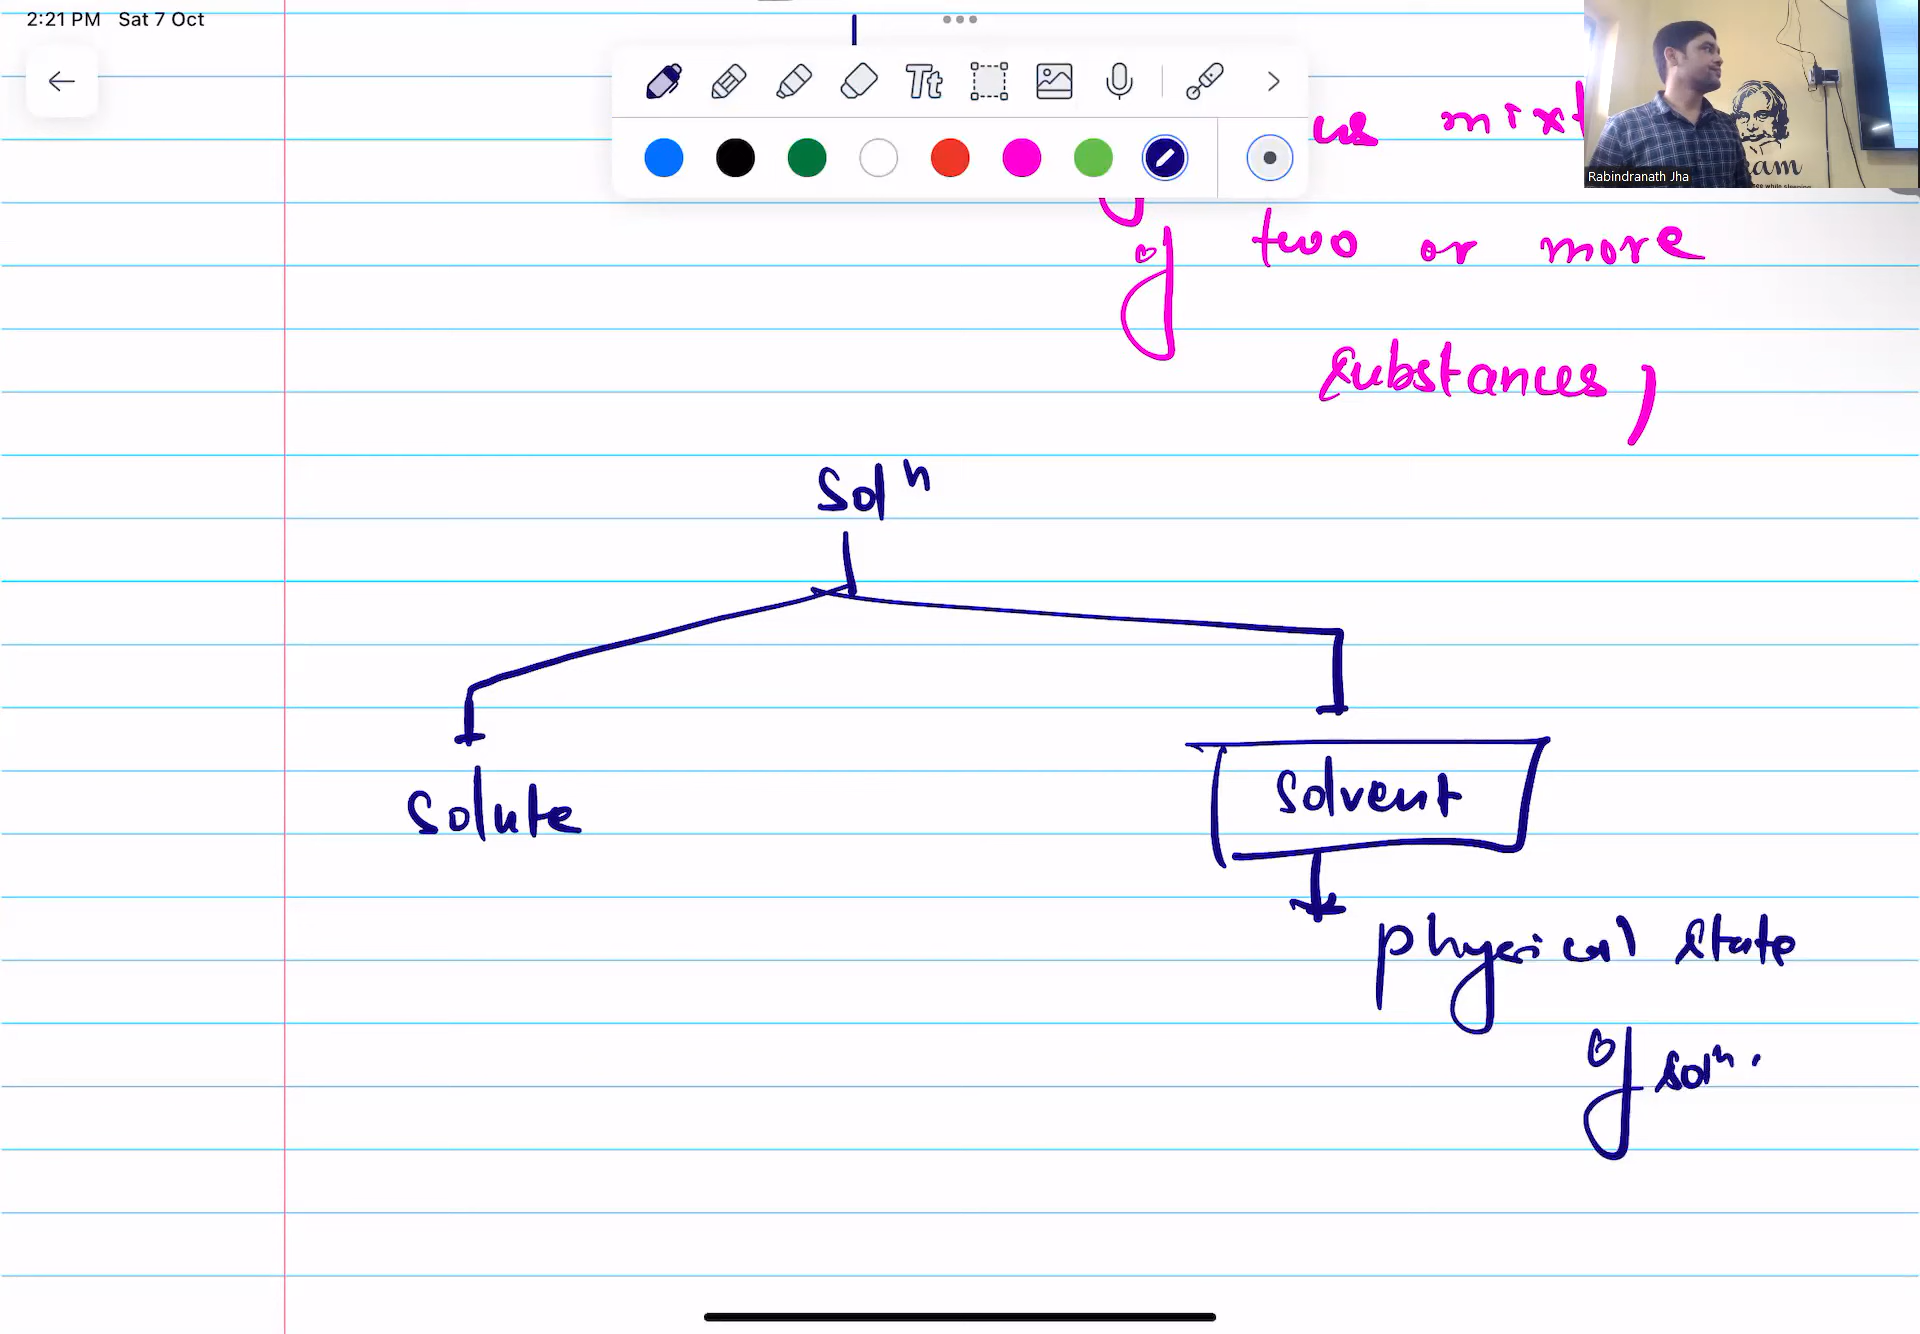 2:21 PM Sat 7 Oct
Tt
us mixt
of two or more
substances,
Rabindranath Jha
Solⁿ
Solute
Solvent
physical state
of solⁿ.